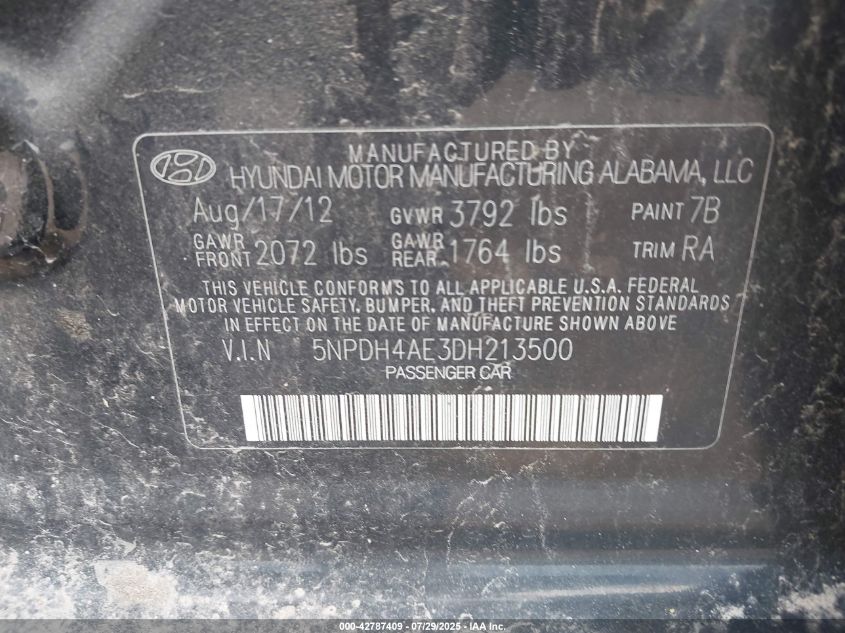 MANUFACTURED BY
HYUNDAI MOTOR MANUFACTURING ALABAMA, LLC
Aug/17/12 GVWR 3792 lbs PAINT 7B
GAWR FRONT 2072 lbs GAWR REAR 1764 lbs TRIM RA
THIS VEHICLE CONFORMS TO ALL APPLICABLE U.S.A. FEDERAL
MOTOR VEHICLE SAFETY, BUMPER, AND THEFT PREVENTION STANDARDS
IN EFFECT ON THE DATE OF MANUFACTURE SHOWN ABOVE
V.I.N 5NPDH4AE3DH213500
PASSENGER CAR
000-42787409 - 07/29/2025 - IAA Inc.